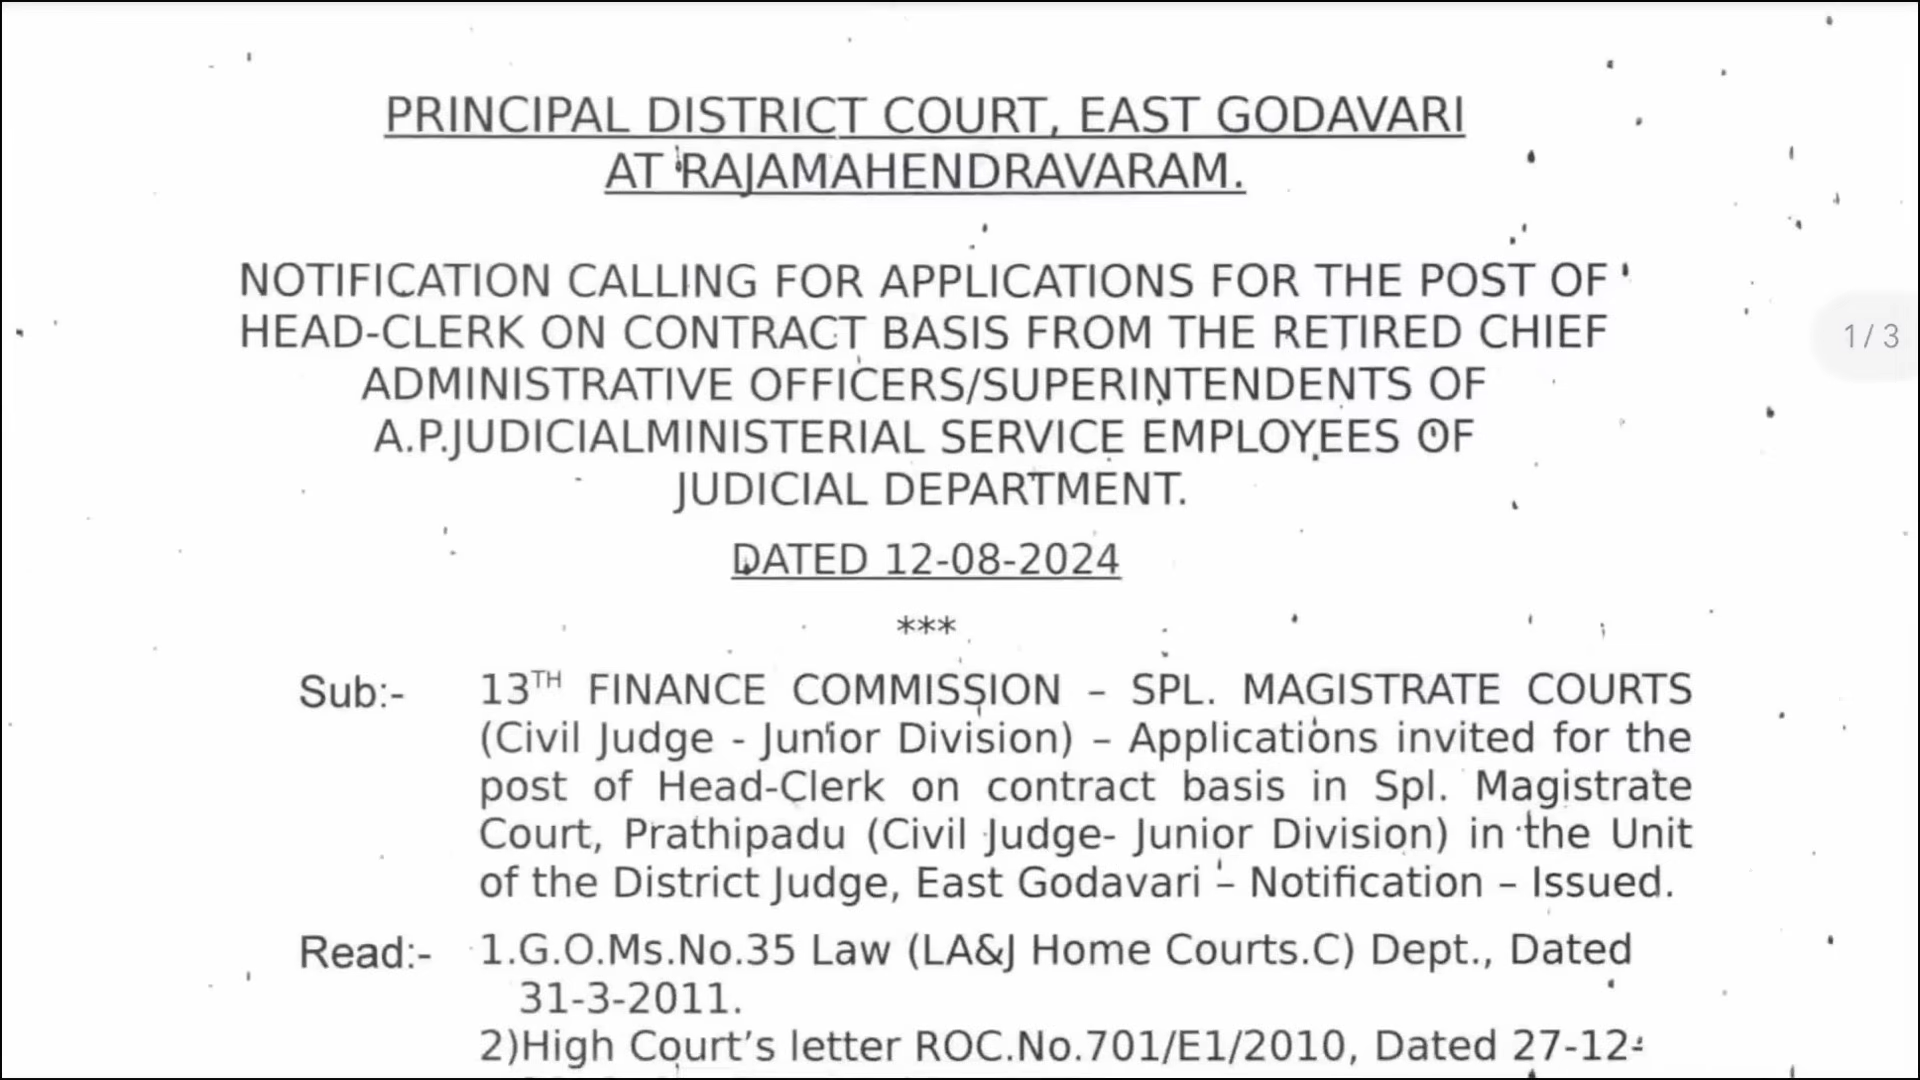 PRINCIPAL DISTRICT COURT, EAST GODAVARI
AT RAJAMAHENDRAVARAM.
NOTIFICATION CALLING FOR APPLICATIONS FOR THE POST OF
HEAD-CLERK ON CONTRACT BASIS FROM THE RETIRED CHIEF
ADMINISTRATIVE OFFICERS/SUPERINTENDENTS OF
A.P.JUDICIALMINISTERIAL SERVICE EMPLOYEES OF
JUDICIAL DEPARTMENT.
DATED 12-08-2024
***
Sub:- 13TH FINANCE COMMISSION – SPL. MAGISTRATE COURTS
(Civil Judge - Junior Division) – Applications invited for the
post of Head-Clerk on contract basis in Spl. Magistrate
Court, Prathipadu (Civil Judge- Junior Division) in the Unit
of the District Judge, East Godavari – Notification – Issued.
Read:- 1.G.O.Ms.No.35 Law (LA&J Home Courts.C) Dept., Dated
31-3-2011.
2)High Court’s letter ROC.No.701/E1/2010, Dated 27-12-
1/3